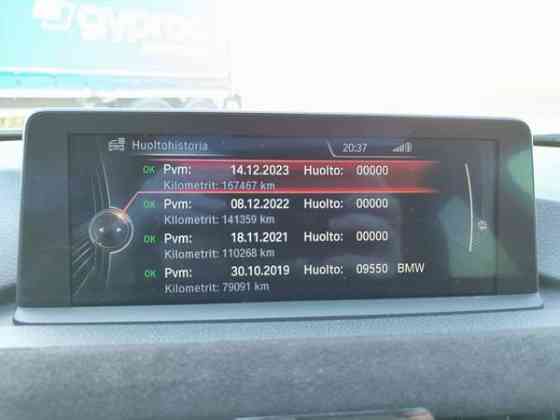 gyproc
Huoltohistoria
20:37
OK Pvm: 14.12.2023 Huolto: 00000
Kilometrit: 167467 km
OK Pvm: 08.12.2022 Huolto: 00000
Kilometrit: 141359 km
OK Pvm: 18.11.2021 Huolto: 00000
Kilometrit: 110268 km
OK Pvm: 30.10.2019 Huolto: 09550 BMW
Kilometrit: 79091 km